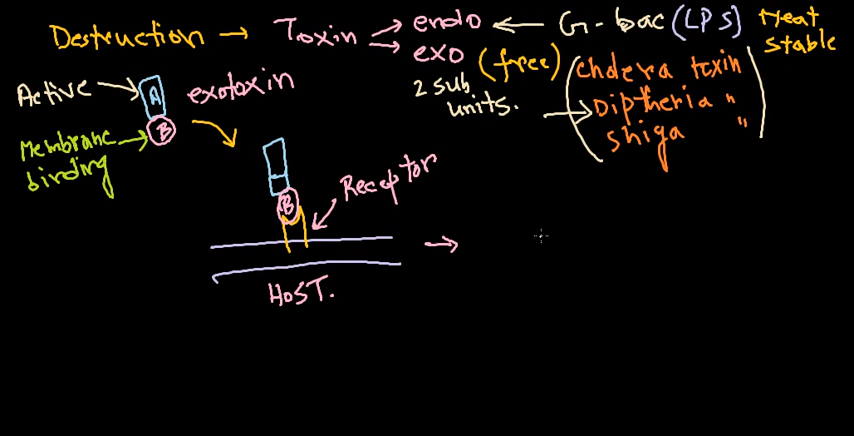 Destruction → Toxin → endo ← G- bac (LPS) Heat stable
→ exo (free) (Cholera toxin
2 sub units. → Diptheria "
Shiga ")
Active → A exotoxin
Membrane binding → B
B Receptor
HOST.